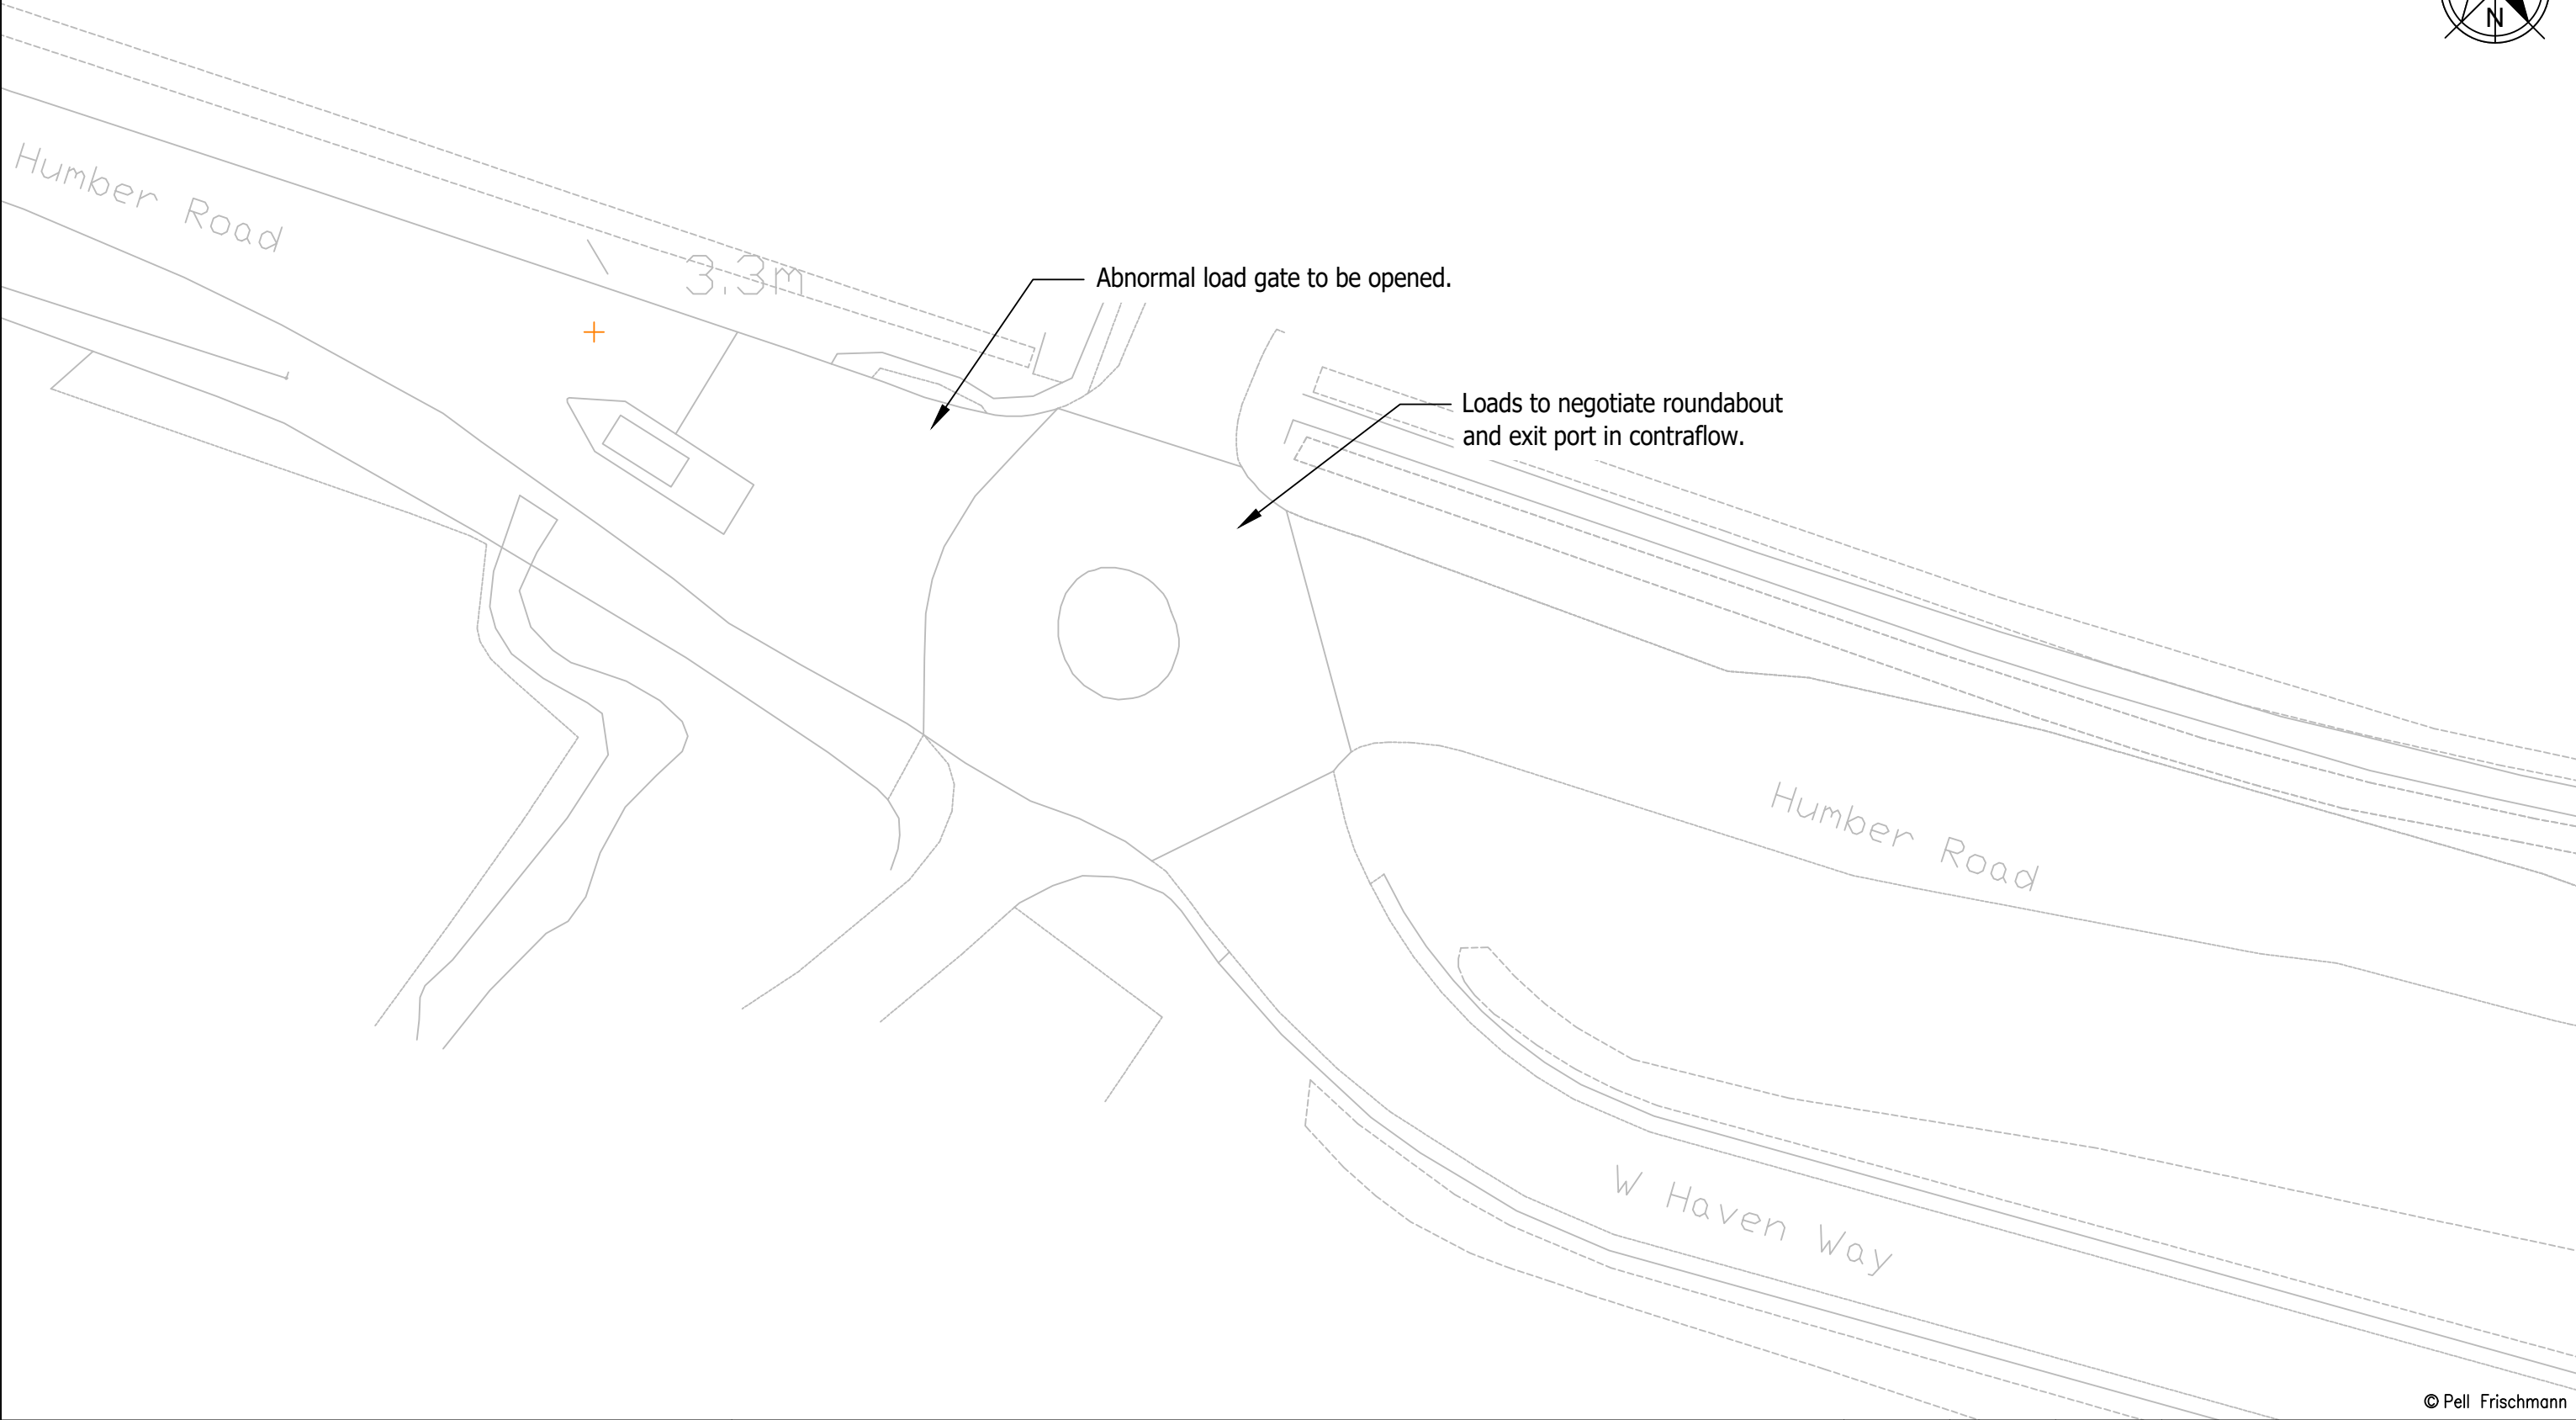 N
Humber Road
3.3m
Abnormal load gate to be opened.
Loads to negotiate roundabout
and exit port in contraflow.
Humber Road
W Haven Way
© Pell Frischmann